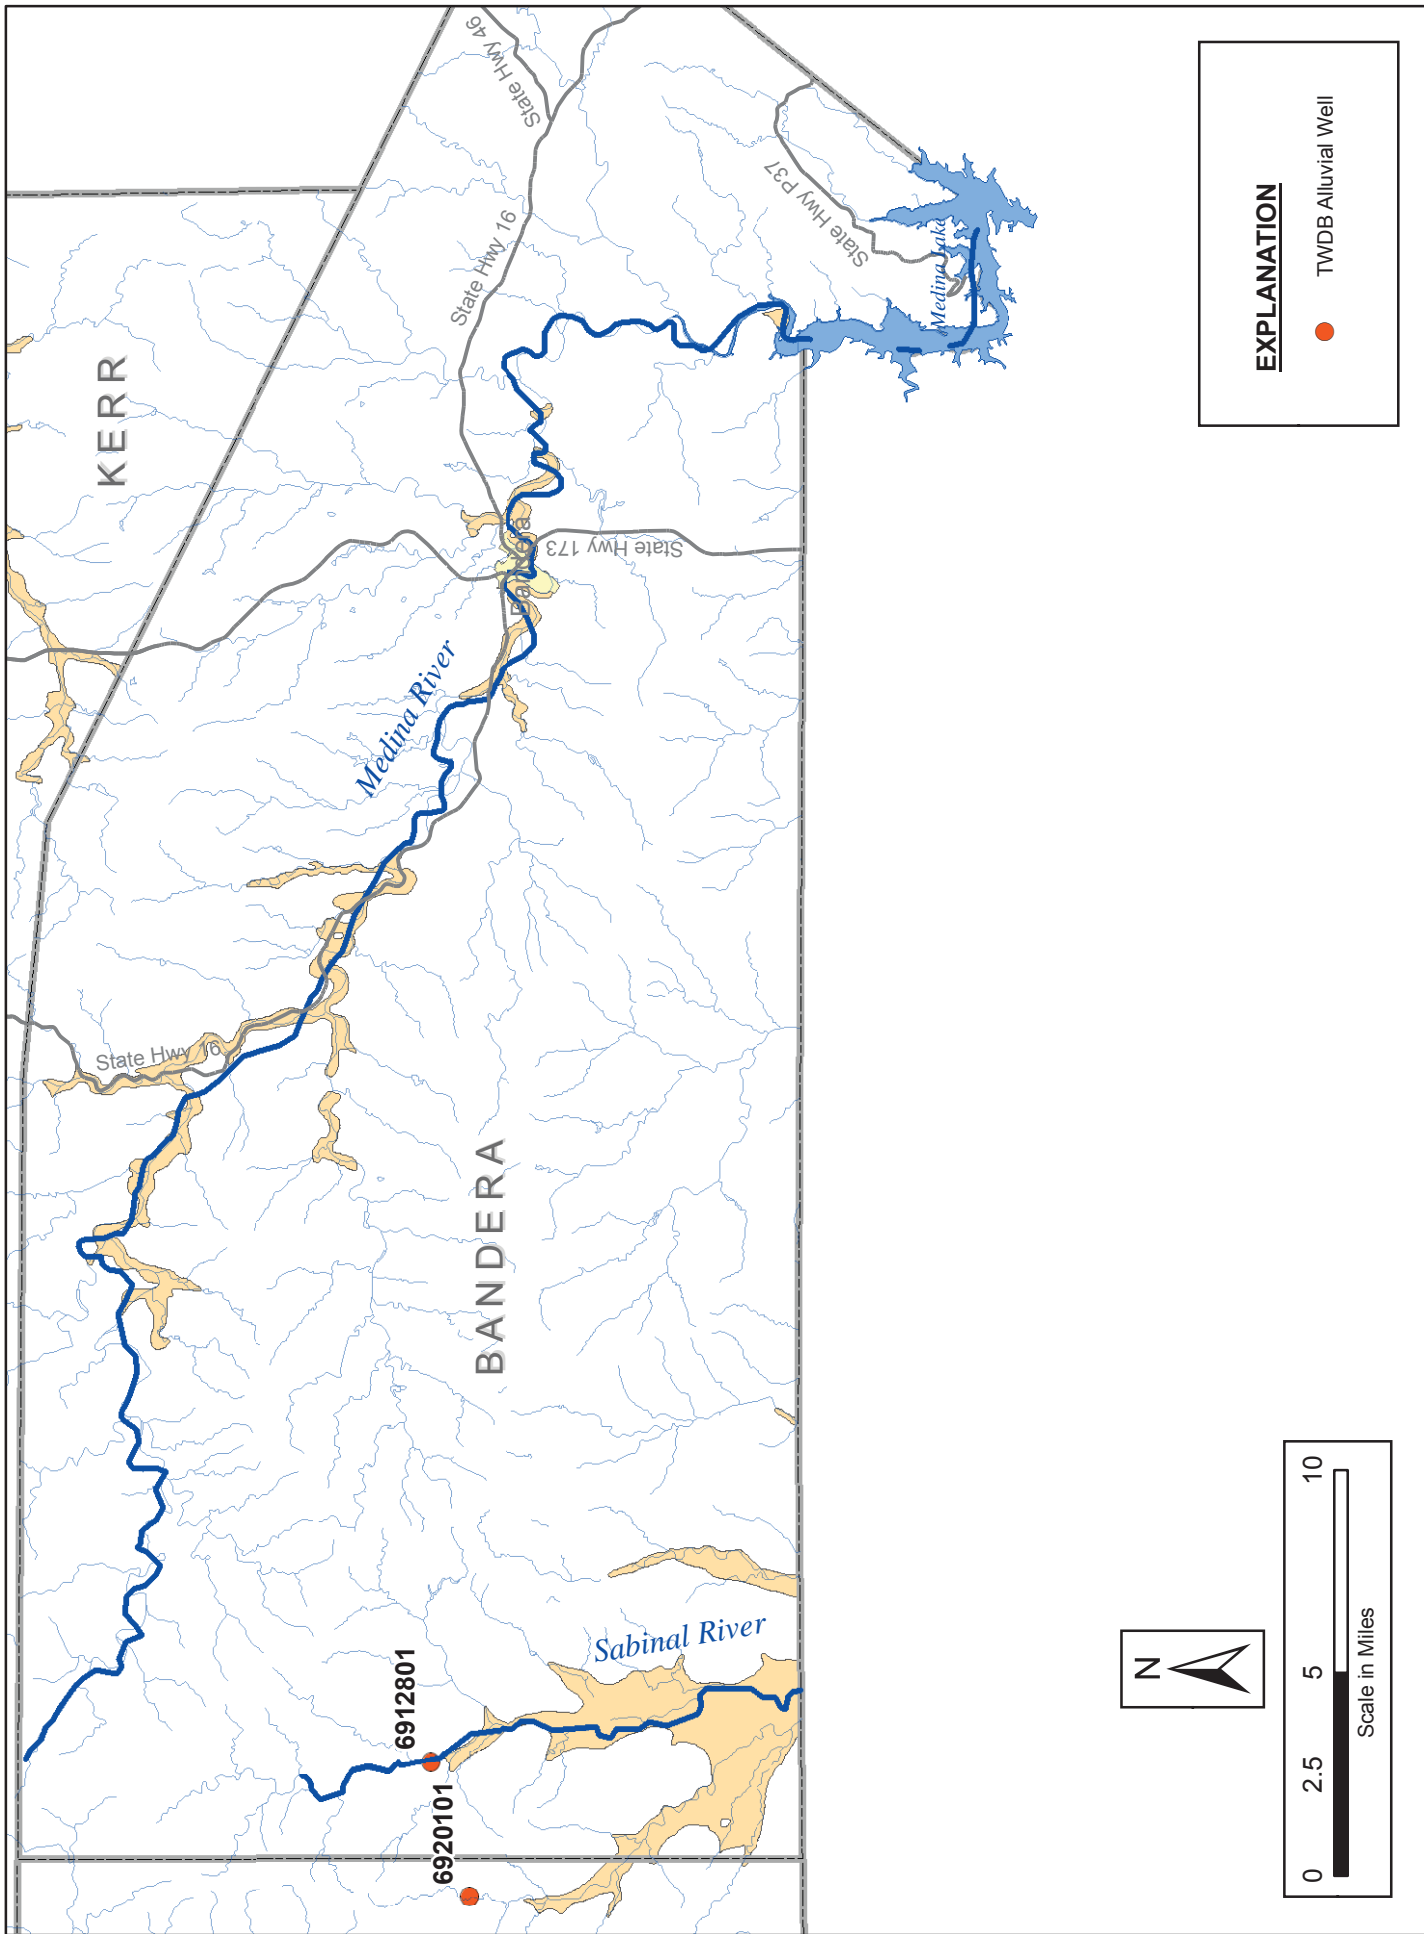 KERR
State Hwy 46
State Hwy 16
State Hwy P37
Medina Lake
Bandera
State Hwy 173
Medina River
State Hwy 16
BANDERA
Sabinal River
6912801
6920101
EXPLANATION
TWDB Alluvial Well
N
0 2.5 5 10
Scale in Miles